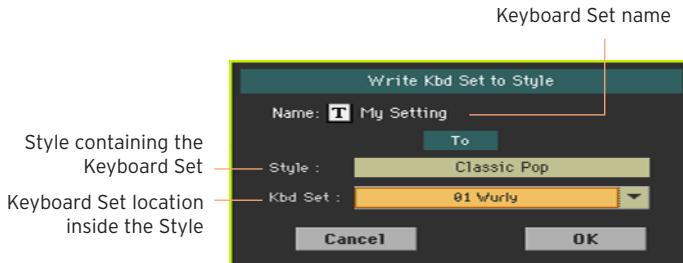 Keyboard Set name
Write Kbd Set to Style
Name: T My Setting
To
Style containing the
Keyboard Set
Style : Classic Pop
Keyboard Set location
inside the Style
Kbd Set : 01 Wurly
Cancel OK